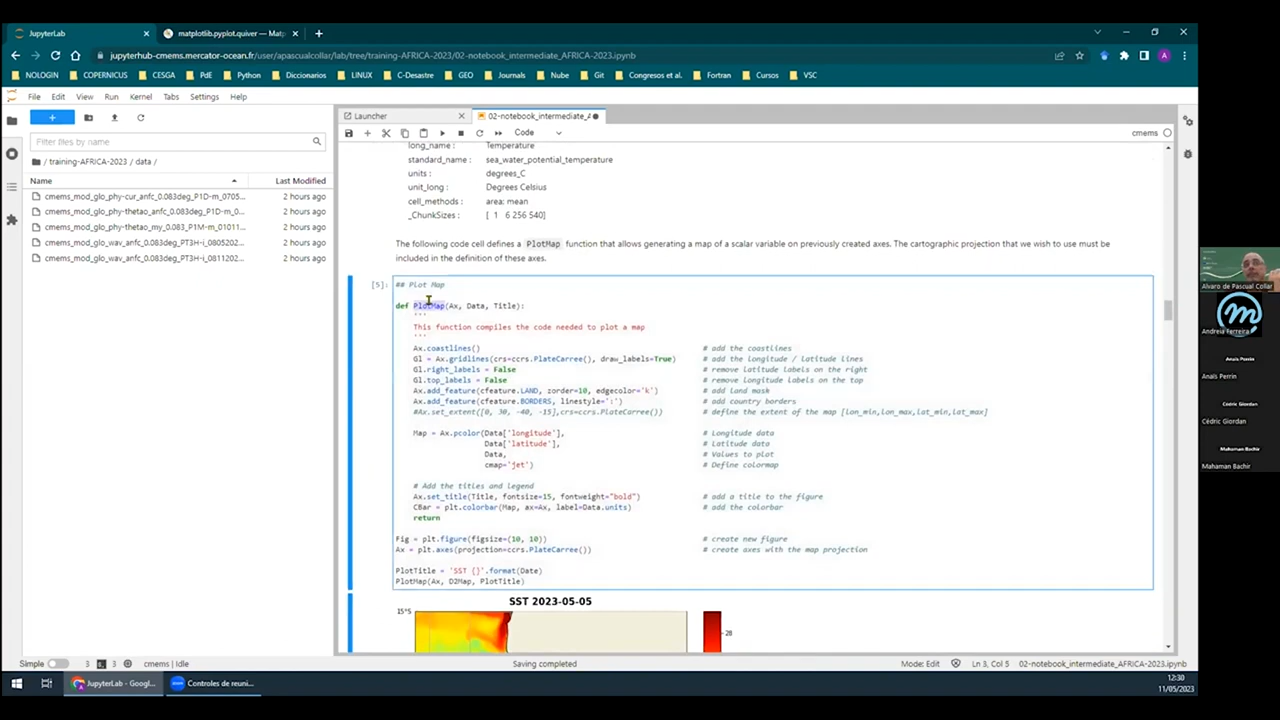 JupyterLab
matplotlib.pyplot.quiver — Mat
jupyterhub-cmems.mercator-ocean.fr/user/apascualcollar/lab/tree/training-AFRICA-2023/02-notebook_intermediate_AFRICA-2023.ipynb
NOLOGIN COPERNICUS CESGA PdE Python Diccionarios LINUX C-Desastre GEO Journals Nube Git Congresos et al. Fortran Cursos VSC
File Edit View Run Kernel Tabs Settings Help
Launcher
02-notebook_intermediate_A
Code
cmems
Filter files by name
/ training-AFRICA-2023 / data /
Name Last Modified
cmems_mod_glo_phy-cur_anfc_0.083deg_P1D-m_0705... 2 hours ago
cmems_mod_glo_phy-thetao_anfc_0.083deg_P1D-m_0... 2 hours ago
cmems_mod_glo_phy-thetao_my_0.083_P1M-m_01011... 2 hours ago
cmems_mod_glo_wav_anfc_0.083deg_PT3H-i_0805202... 2 hours ago
cmems_mod_glo_wav_anfc_0.083deg_PT3H-i_0811202... 2 hours ago
long_name : Temperature
standard_name : sea_water_potential_temperature
units : degrees_C
unit_long : Degrees Celsius
cell_methods : area: mean
_ChunkSizes : [ 1 6 256 540]
The following code cell defines a PlotMap function that allows generating a map of a scalar variable on previously created axes. The cartographic projection that we wish to use must be
included in the definition of these axes.
[5]:
## Plot Map
def PlotMap(Ax, Data, Title):
'''
This function compiles the code needed to plot a map
'''
Ax.coastlines() # add the coastlines
Gl = Ax.gridlines(crs=ccrs.PlateCarree(), draw_labels=True) # add the longitude / latitude lines
Gl.right_labels = False # remove latitude labels on the right
Gl.top_labels = False # remove longitude labels on the top
Ax.add_feature(cfeature.LAND, zorder=10, edgecolor='k') # add land mask
Ax.add_feature(cfeature.BORDERS, linestyle=':') # add country borders
#Ax.set_extent([0, 30, -40, -15],crs=ccrs.PlateCarree()) # define the extent of the map [lon_min,lon_max,lat_min,lat_max]
Map = Ax.pcolor(Data['longitude'], # Longitude data
Data['latitude'], # Latitude data
Data, # Values to plot
cmap='jet') # Define colormap
# Add the titles and legend
Ax.set_title(Title, fontsize=15, fontweight="bold") # add a title to the figure
CBar = plt.colorbar(Map, ax=Ax, label=Data.units) # add the colorbar
return
Fig = plt.figure(figsize=(10, 10)) # create new figure
Ax = plt.axes(projection=ccrs.PlateCarree()) # create axes with the map projection
PlotTitle = 'SST {}'.format(Date)
PlotMap(Ax, D2Map, PlotTitle)
SST 2023-05-05
15°S
28
Simple 3 3 cmems | Idle Saving completed Mode: Edit Ln 3, Col 5 02-notebook_intermediate_AFRICA-2023.ipynb
JupyterLab - Googl...
Controles de reuni...
12:30
11/05/2023
Alvaro de Pascual Collar
Andreia Ferreira
Anaïs Perrin
Anaïs Perrin
Cédric Giordan
Cédric Giordan
Mahaman Bachir
Mahaman Bachir